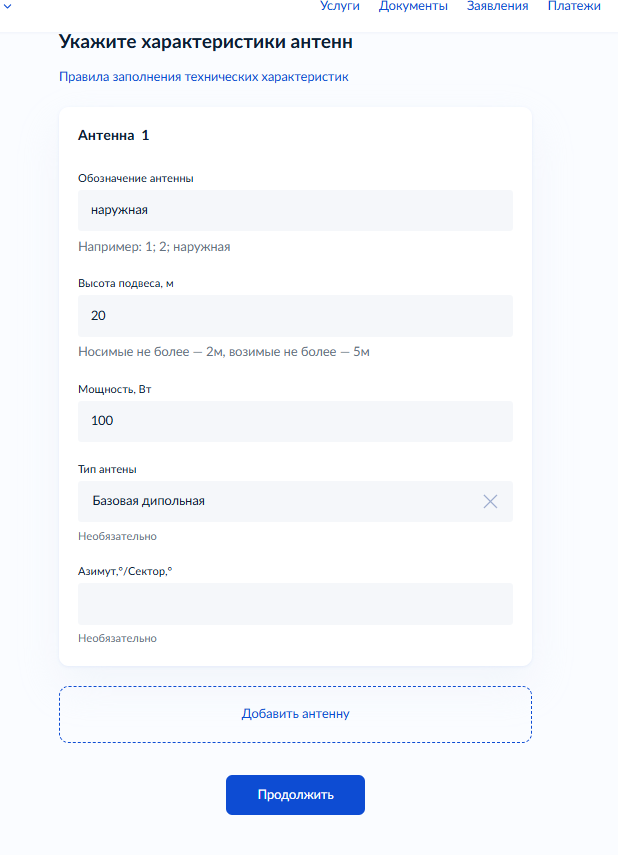 Услуги Документы Заявления Платежи
Укажите характеристики антенн
Правила заполнения технических характеристик
Антенна 1
Обозначение антенны
наружная
Например: 1; 2; наружная
Высота подвеса, м
20
Носимые не более — 2м, возимые не более — 5м
Мощность, Вт
100
Тип антены
Базовая дипольная
Необязательно
Азимут,°/Сектор,°
Необязательно
Добавить антенну
Продолжить